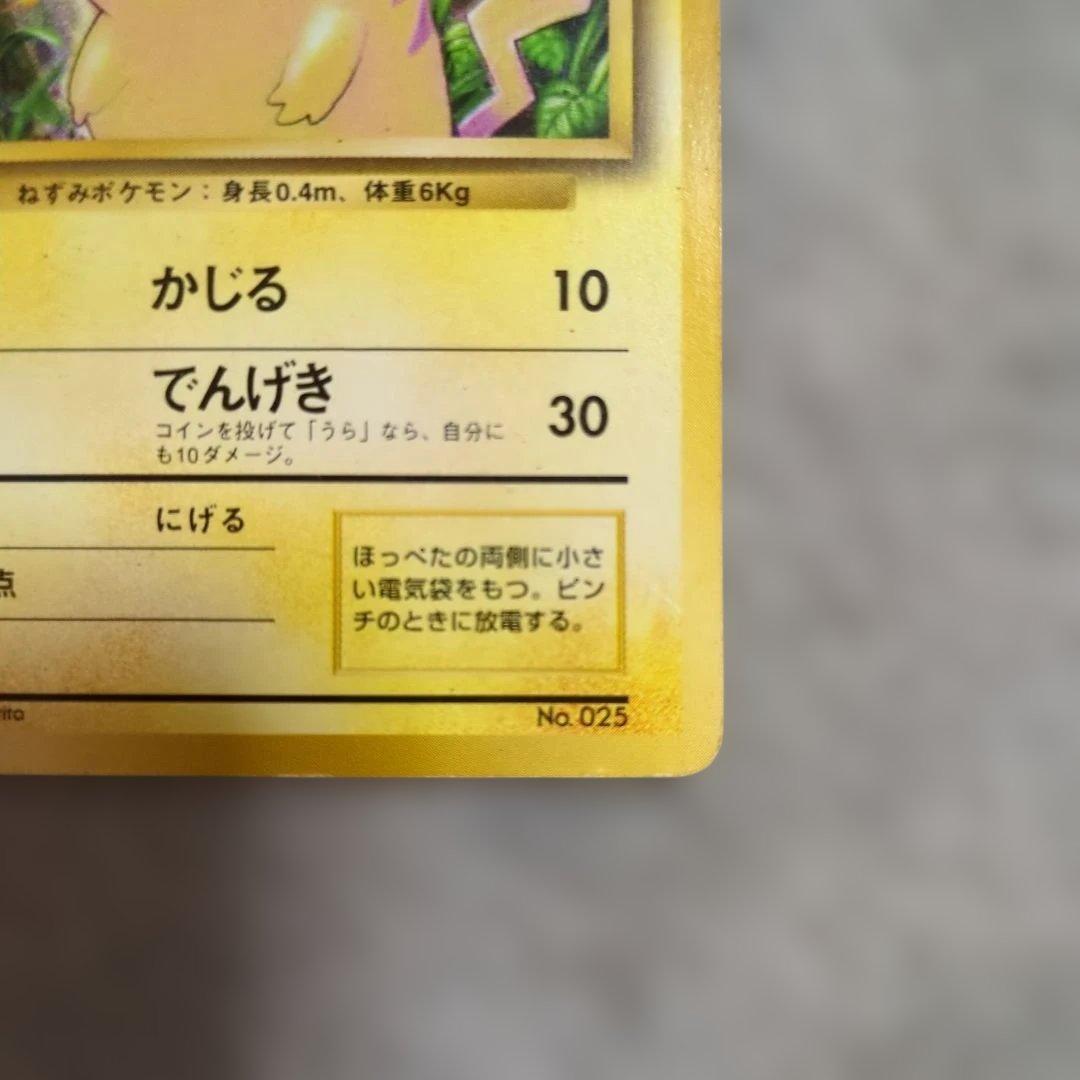 ねずみポケモン：身長0.4m、体重6Kg
かじる 10
でんげき 30
コインを投げて「うら」なら、自分に
も10ダメージ。
にげる
点
ほっぺたの両側に小さ
い電気袋をもつ。ピン
チのときに放電する。
No. 025